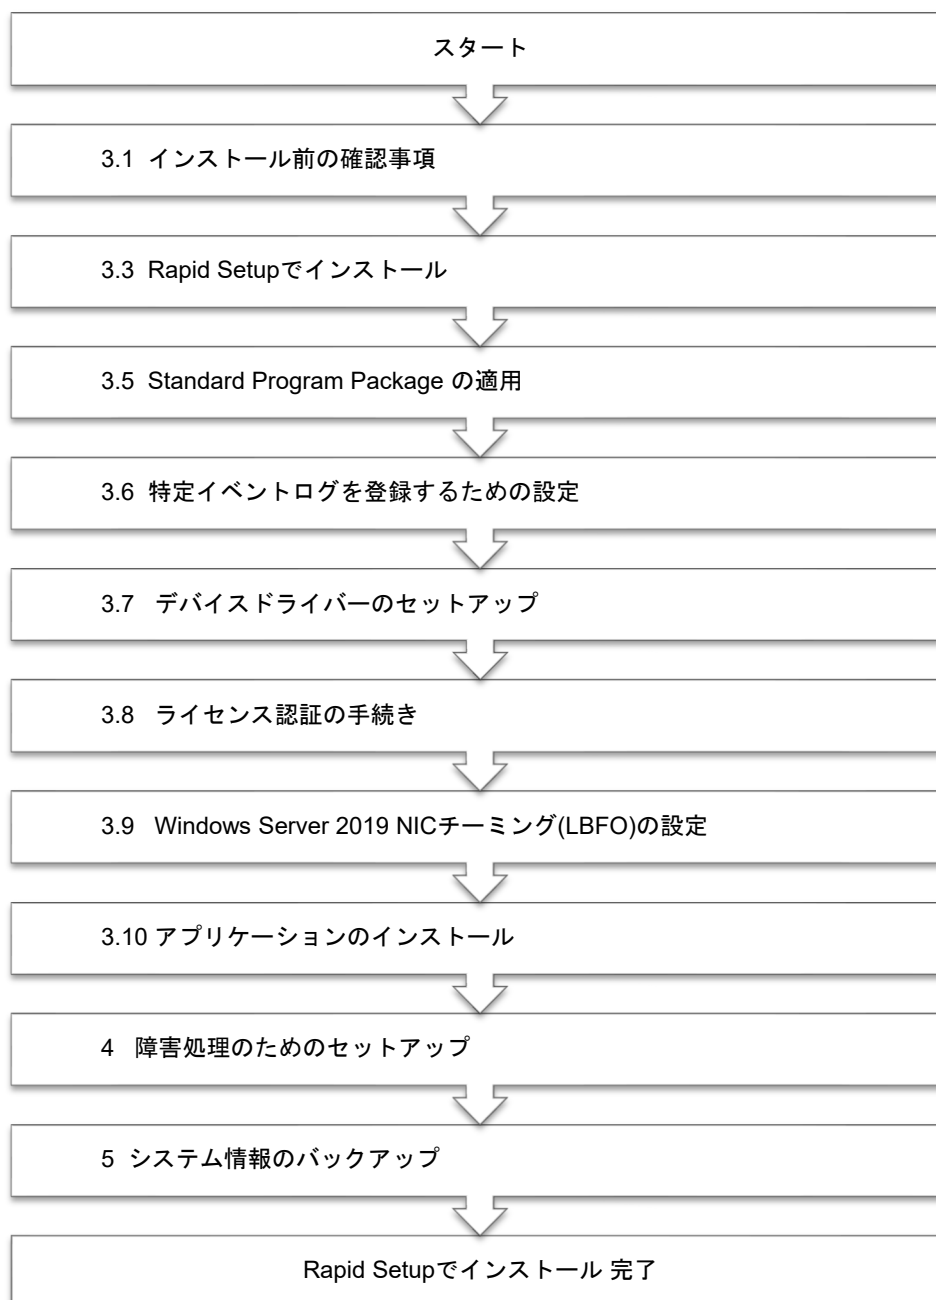 スタート
3.1 インストール前の確認事項
3.3 Rapid Setupでインストール
3.5 Standard Program Package の適用
3.6 特定イベントログを登録するための設定
3.7 デバイスドライバーのセットアップ
3.8 ライセンス認証の手続き
3.9 Windows Server 2019 NICチーミング(LBFO)の設定
3.10 アプリケーションのインストール
4 障害処理のためのセットアップ
5 システム情報のバックアップ
Rapid Setupでインストール 完了